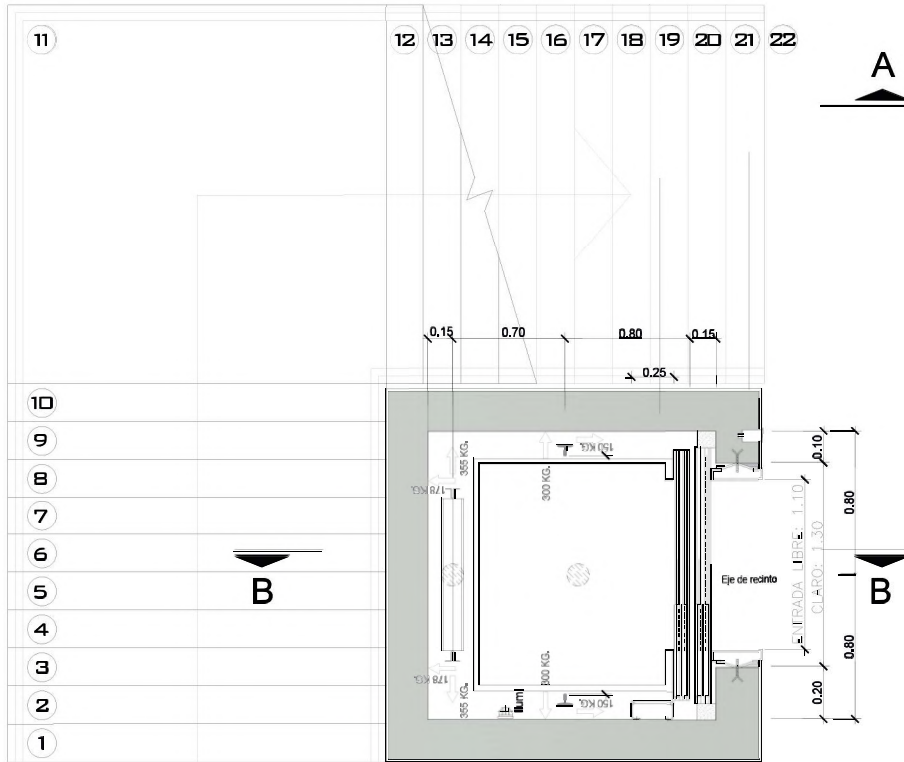 11 12 13 14 15 16 17 18 19 20 21 22
A
0.15 0.70 0.80 0.15
0.25
10
9
8
7
6
5
4
3
2
1
355 KG.
178 KG.
300 KG.
150 KG.
0.10
0.80
B
B
Eje de recinto
ENTRADA LIBRE: 1.10
CLARO: 1.30
178 KG.
355 KG.
300 KG.
150 KG.
Ilumi
0.80
0.20